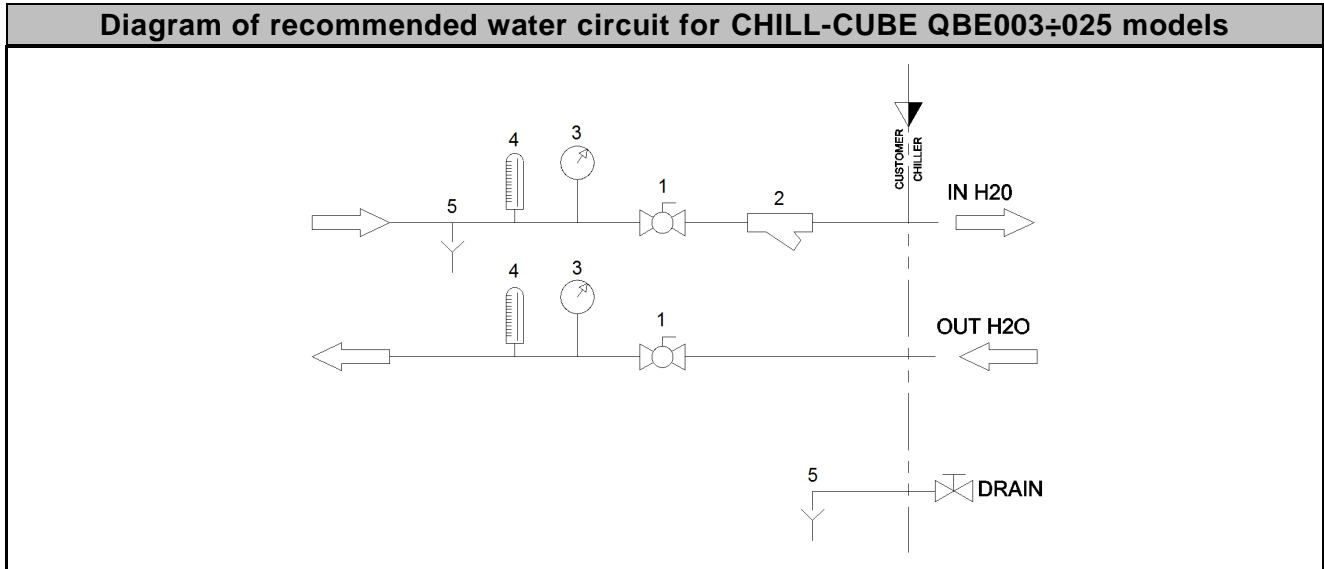 Diagram of recommended water circuit for CHILL-CUBE QBE003÷025 models
CUSTOMER
CHILLER
4
3
1
2
5
IN H20
4
3
1
OUT H2O
5
DRAIN